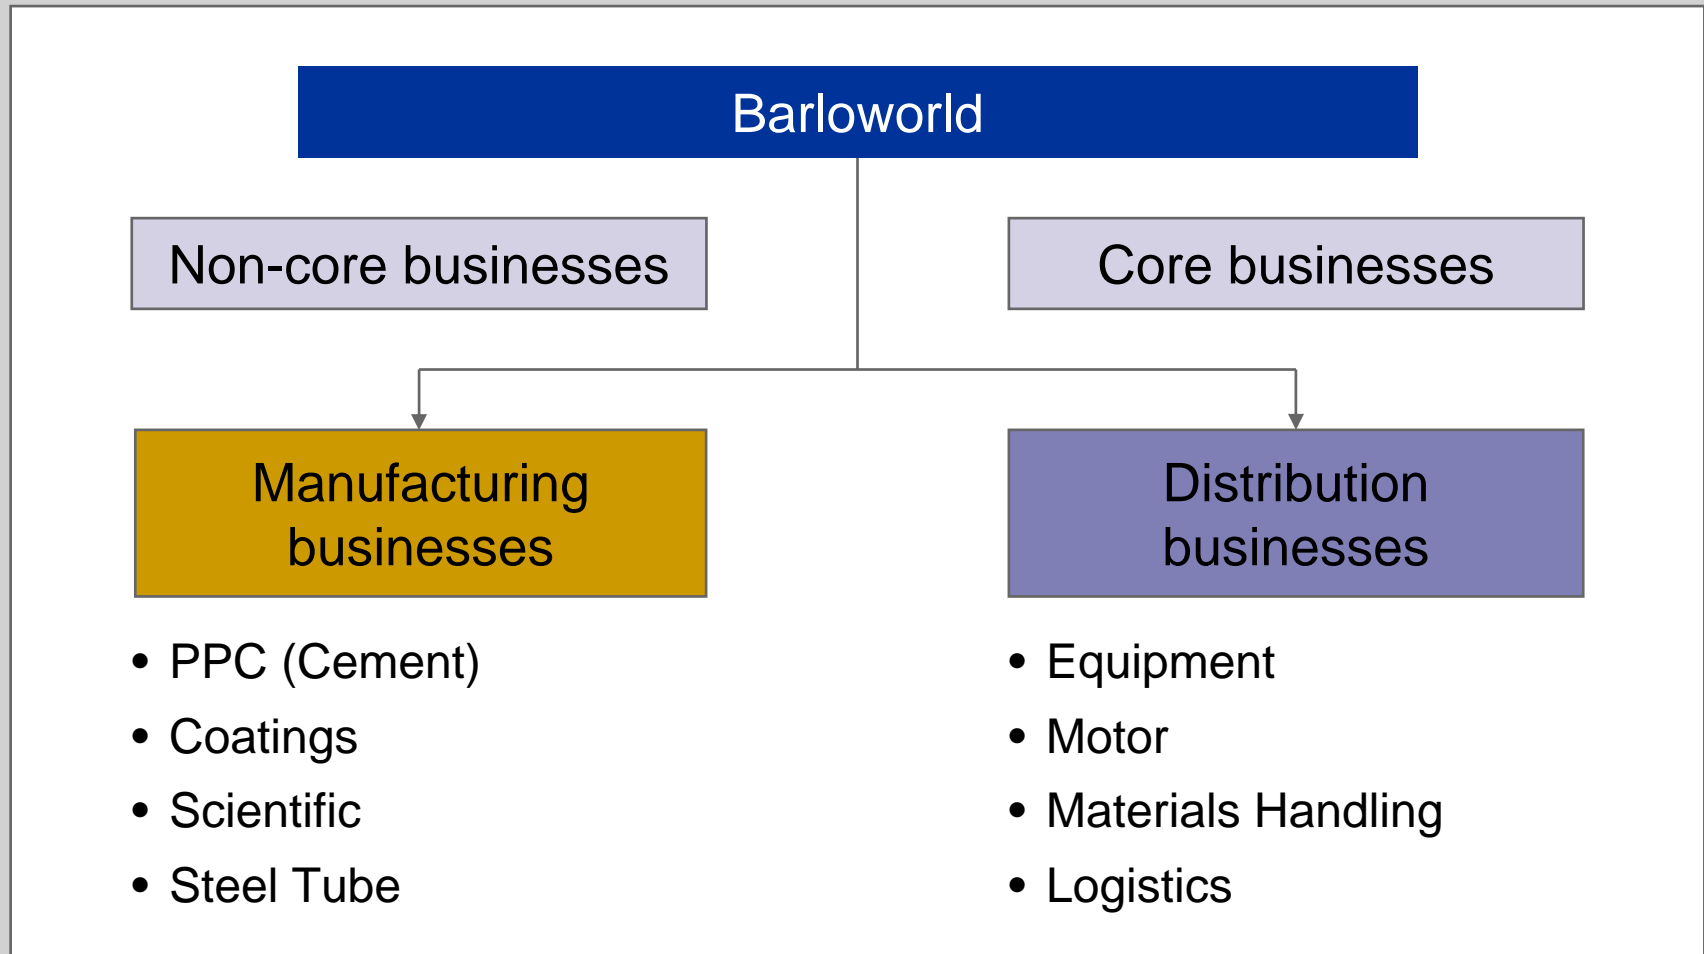 Barloworld
Non-core businesses
Core businesses
Manufacturing
businesses
Distribution
businesses
• PPC (Cement)
• Coatings
• Scientific
• Steel Tube
• Equipment
• Motor
• Materials Handling
• Logistics